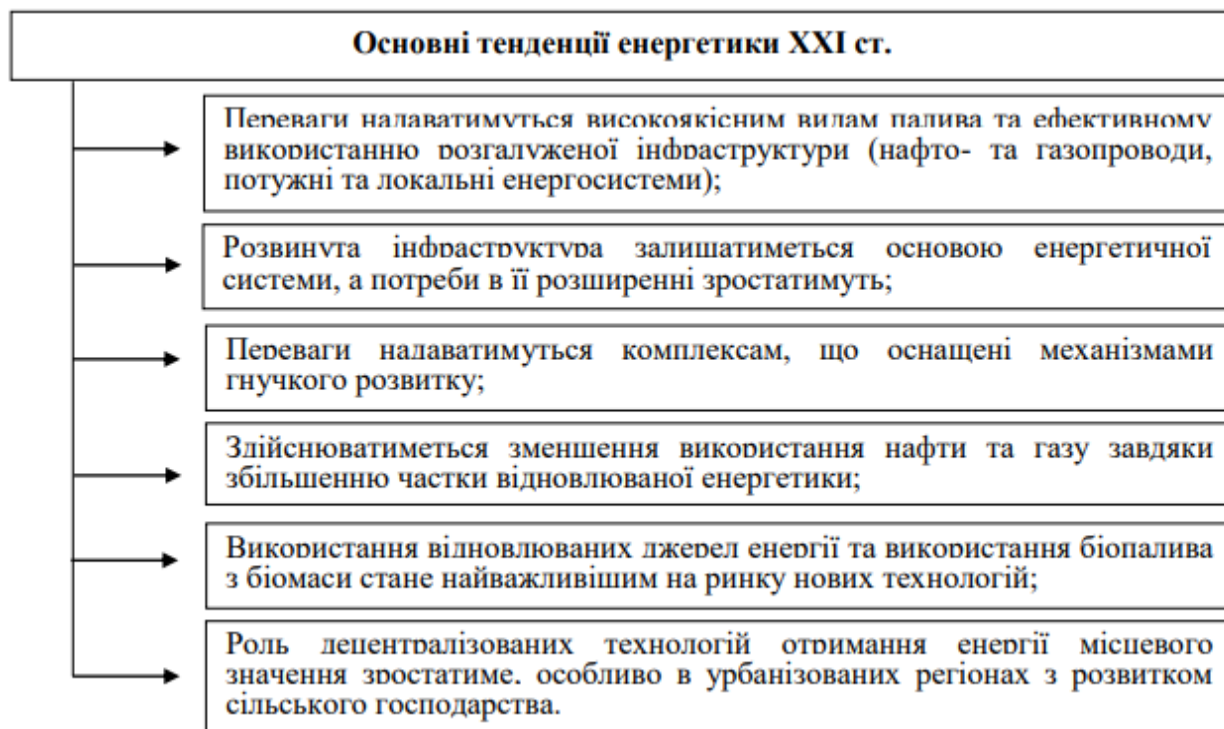 Основні тенденції енергетики XXI ст.
Переваги надаватимуться високоякісним видам палива та ефективному
використанню розгалуженої інфраструктури (нафто- та газопроводи,
потужні та локальні енергосистеми);
Розвинута інфраструктура залишатиметься основою енергетичної
системи, а потреби в її розширенні зростатимуть;
Переваги надаватимуться комплексам, що оснащені механізмами
гнучкого розвитку;
Здійснюватиметься зменшення використання нафти та газу завдяки
збільшенню частки відновлюваної енергетики;
Використання відновлюваних джерел енергії та використання біопалива
з біомаси стане найважливішим на ринку нових технологій;
Роль децентралізованих технологій отримання енергії місцевого
значення зростатиме, особливо в урбанізованих регіонах з розвитком
сільського господарства.